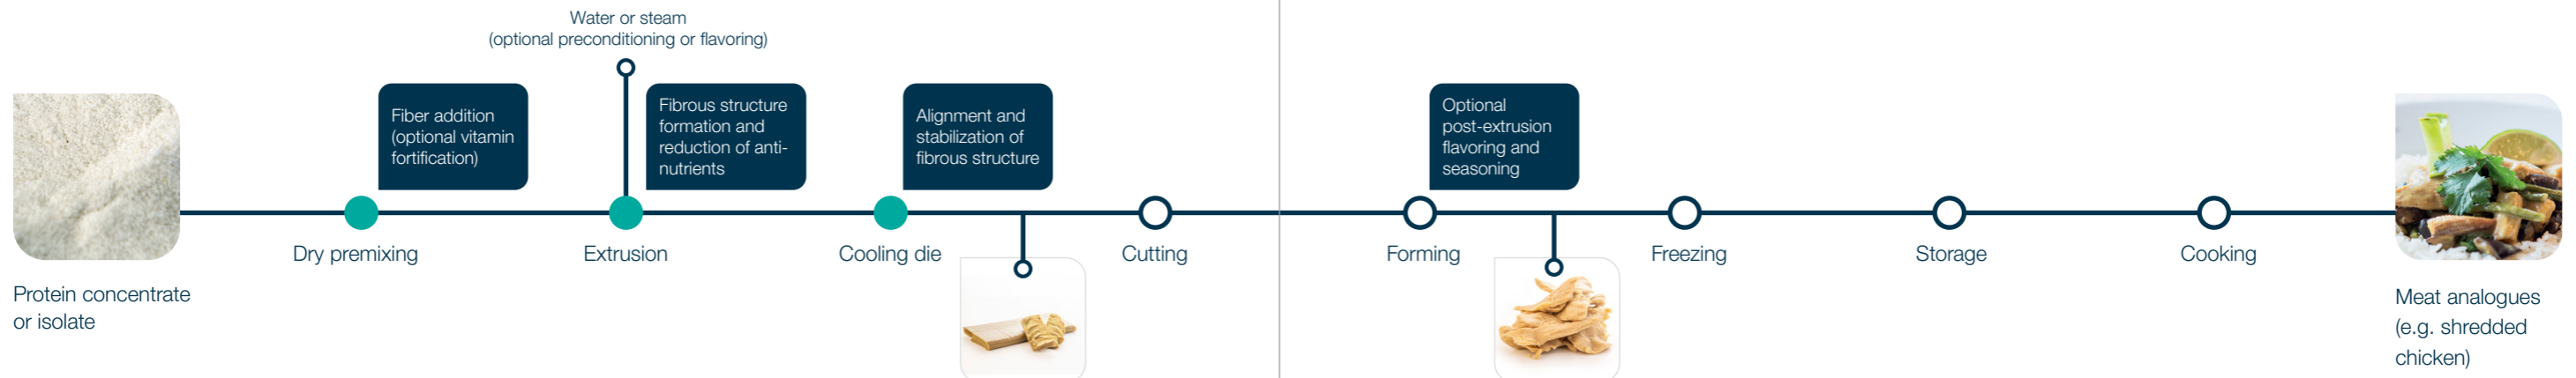 Water or steam
(optional preconditioning or flavoring)
Fiber addition
(optional vitamin
fortification)
Fibrous structure
formation and
reduction of anti-
nutrients
Alignment and
stabilization of
fibrous structure
Optional
post-extrusion
flavoring and
seasoning
Dry premixing
Extrusion
Cooling die
Cutting
Forming
Freezing
Storage
Cooking
Protein concentrate
or isolate
Meat analogues
(e.g. shredded
chicken)